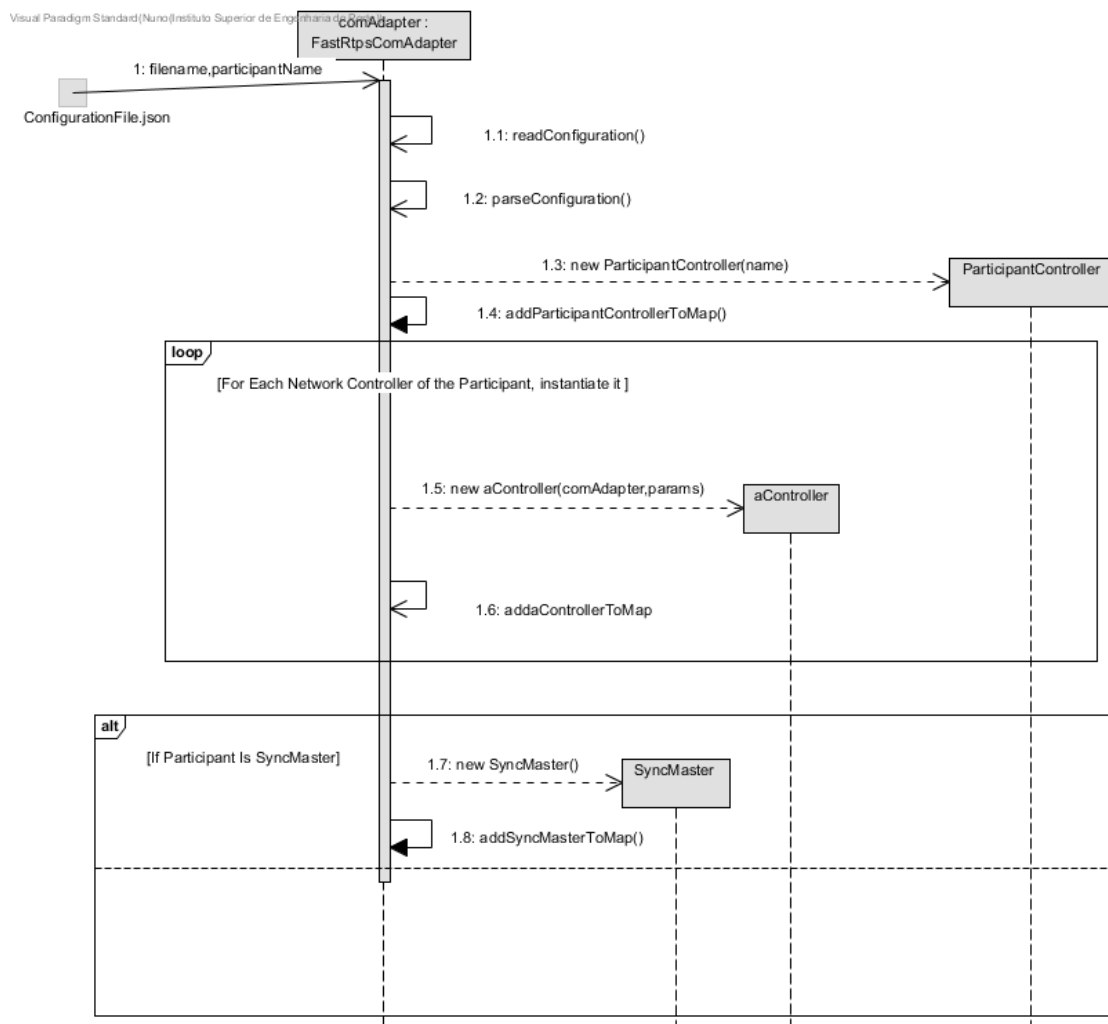 Visual Paradigm Standard(Nuno(Instituto Superior de Engenharia do Porto))
comAdapter :
FastRtpsComAdapter
1: filename,participantName
ConfigurationFile.json
1.1: readConfiguration()
1.2: parseConfiguration()
1.3: new ParticipantController(name)
ParticipantController
1.4: addParticipantControllerToMap()
loop
[For Each Network Controller of the Participant, instantiate it ]
1.5: new aController(comAdapter,params)
aController
1.6: addaControllerToMap
alt
[If Participant Is SyncMaster]
1.7: new SyncMaster()
SyncMaster
1.8: addSyncMasterToMap()